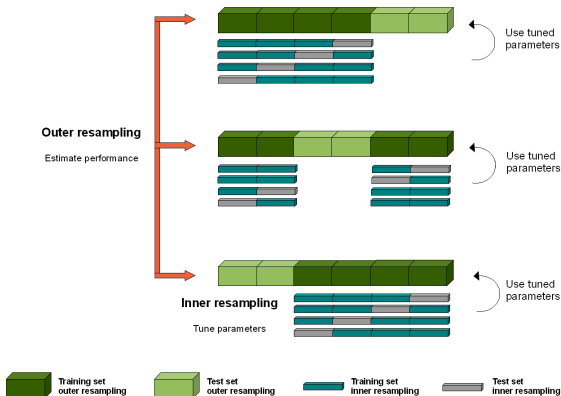 Use tuned
parameters
Outer resampling
Estimate performance
Use tuned
parameters
Use tuned
parameters
Inner resampling
Tune parameters
Training set
outer resampling
Test set
outer resampling
Training set
inner resampling
Test set
inner resampling